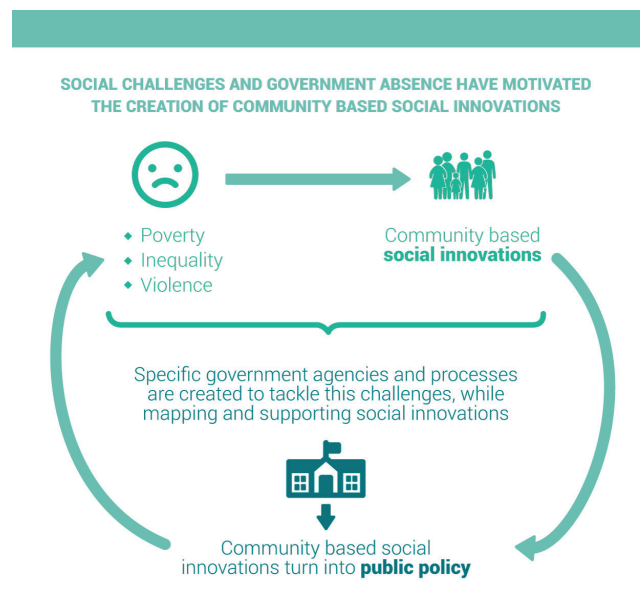 SOCIAL CHALLENGES AND GOVERNMENT ABSENCE HAVE MOTIVATED
THE CREATION OF COMMUNITY BASED SOCIAL INNOVATIONS
Poverty
Inequality
Violence
Community based
social innovations
Specific government agencies and processes
are created to tackle this challenges, while
mapping and supporting social innovations
Community based social
innovations turn into public policy